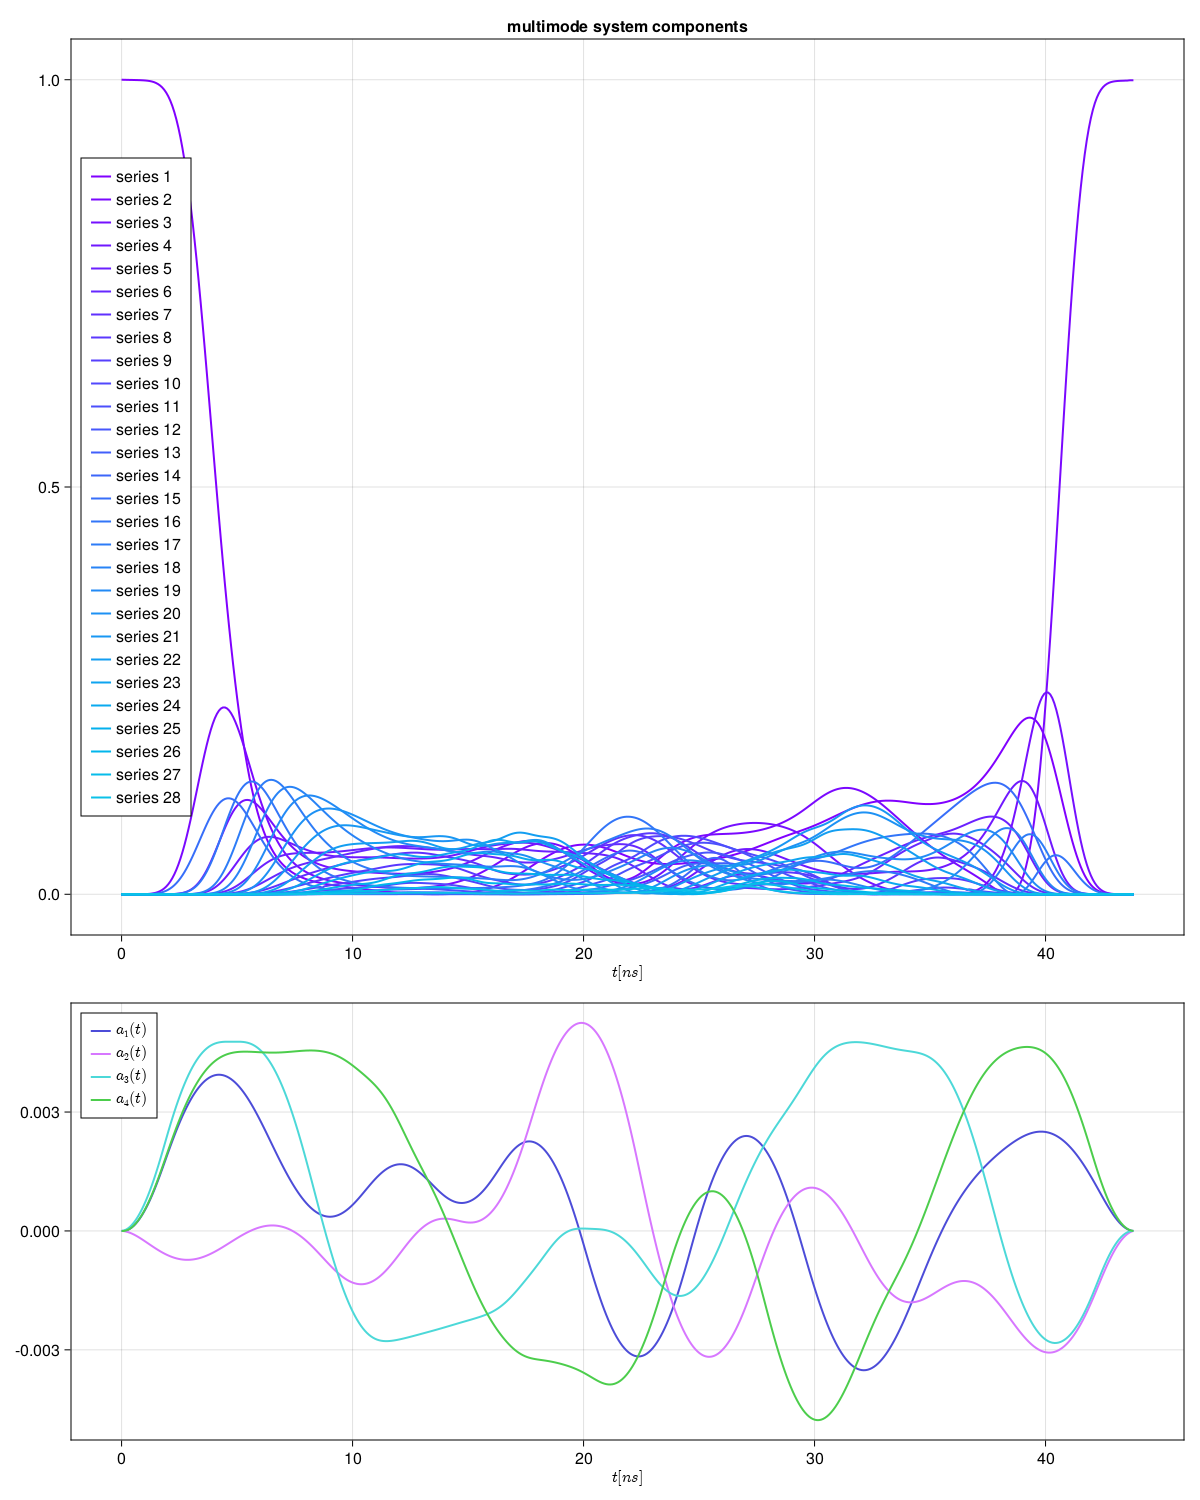 multimode system components
1.0
0.5
0.0
series 1
series 2
series 3
series 4
series 5
series 6
series 7
series 8
series 9
series 10
series 11
series 12
series 13
series 14
series 15
series 16
series 17
series 18
series 19
series 20
series 21
series 22
series 23
series 24
series 25
series 26
series 27
series 28
0 10 20 30 40
t[ns]
a₁(t)
a₂(t)
a₃(t)
a₄(t)
0.003
0.000
-0.003
0 10 20 30 40
t[ns]